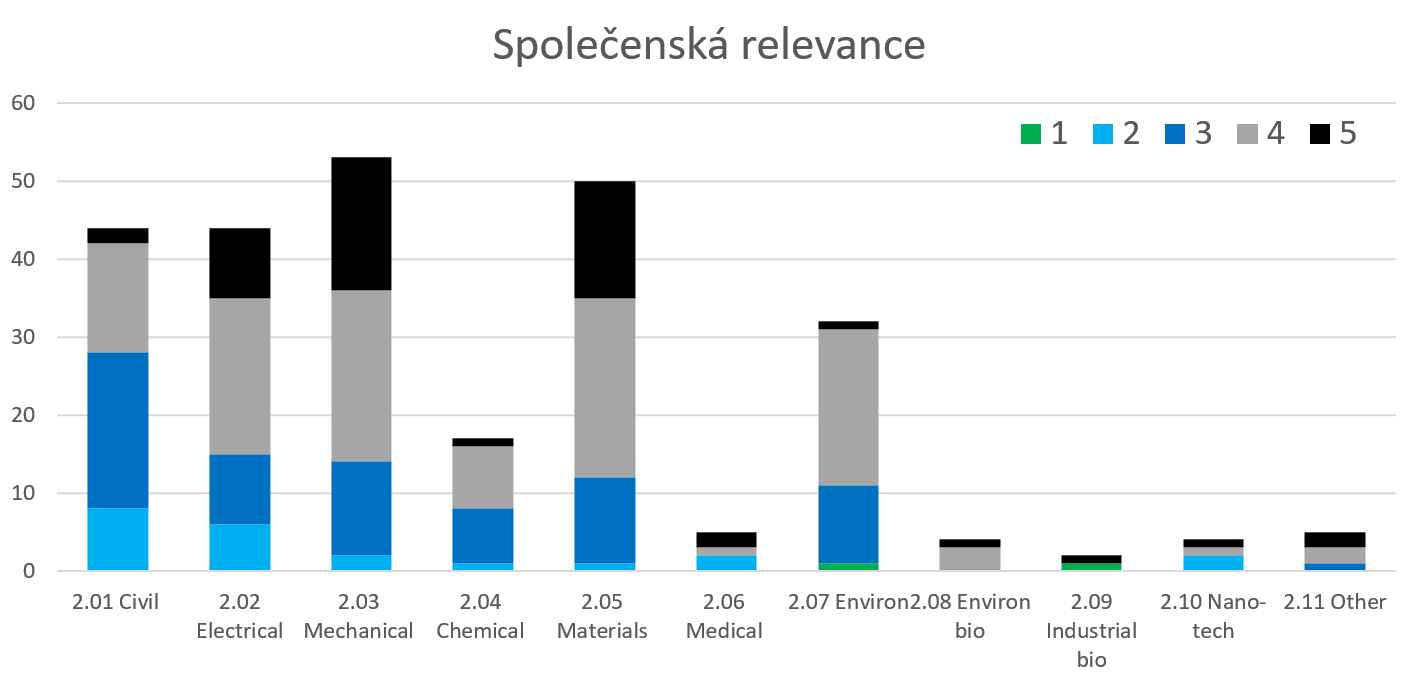 Společenská relevance
60
1 2 3 4 5
50
40
30
20
10
0
2.01 Civil 2.02 2.03 2.04 2.05 2.06 2.07 Environ 2.08 Environ 2.09 2.10 Nano- 2.11 Other
Electrical Mechanical Chemical Materials Medical bio Industrial tech
bio